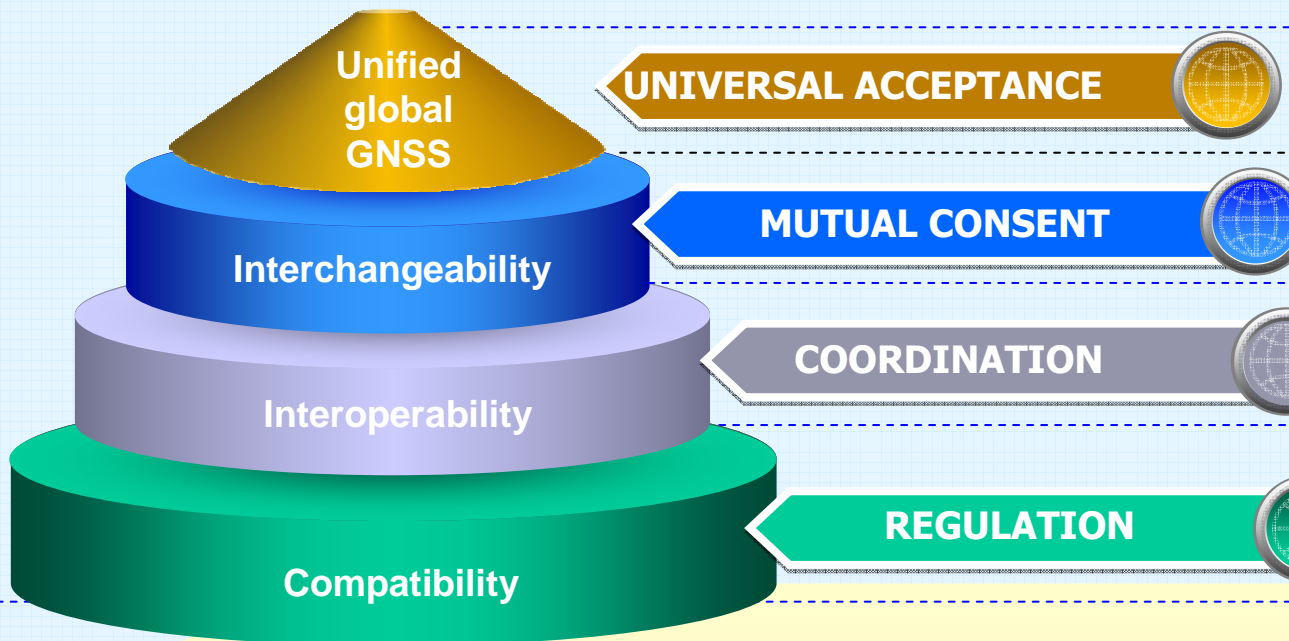 Unified
global
GNSS
UNIVERSAL ACCEPTANCE
Interchangeability
MUTUAL CONSENT
Interoperability
COORDINATION
Compatibility
REGULATION